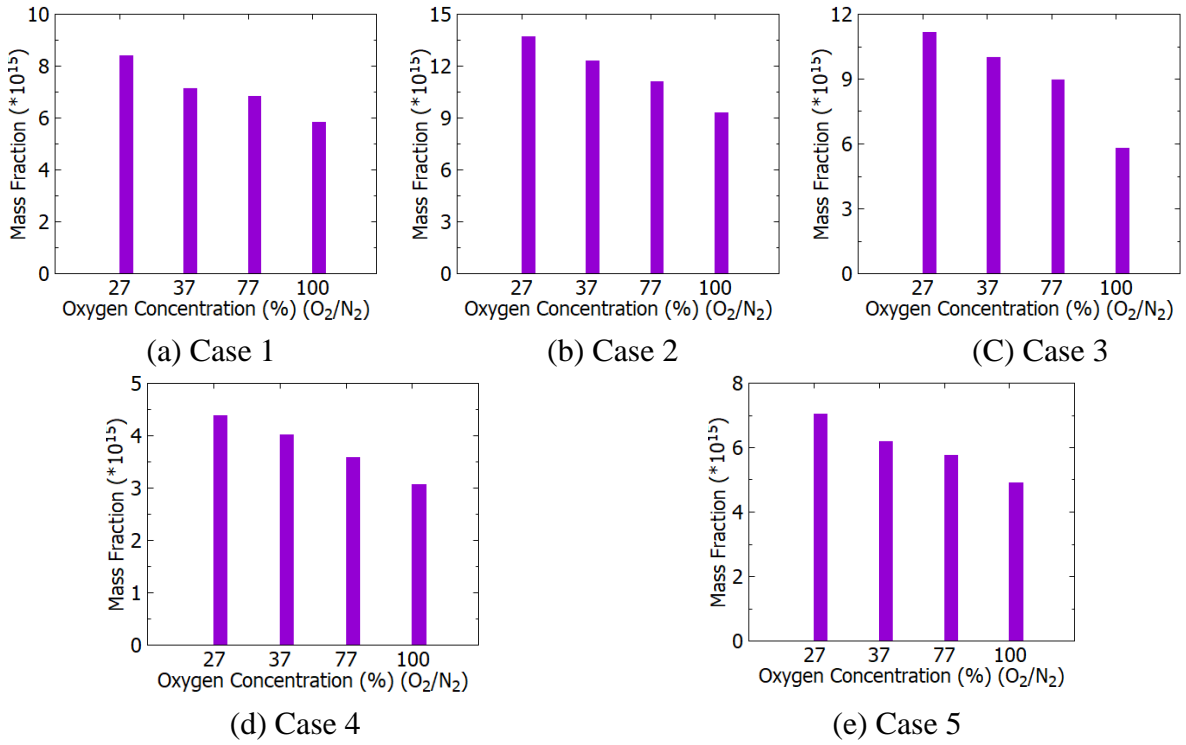 10
8
6
4
2
0
Mass Fraction (*10¹⁵)
27 37 77 100
Oxygen Concentration (%) (O₂/N₂)
(a) Case 1
15
12
9
6
3
0
Mass Fraction (*10¹⁵)
27 37 77 100
Oxygen Concentration (%) (O₂/N₂)
(b) Case 2
12
9
6
3
0
Mass Fraction (*10¹⁵)
27 37 77 100
Oxygen Concentration (%) (O₂/N₂)
(C) Case 3
5
4
3
2
1
0
Mass Fraction (*10¹⁵)
27 37 77 100
Oxygen Concentration (%) (O₂/N₂)
(d) Case 4
8
6
4
2
0
Mass Fraction (*10¹⁵)
27 37 77 100
Oxygen Concentration (%) (O₂/N₂)
(e) Case 5